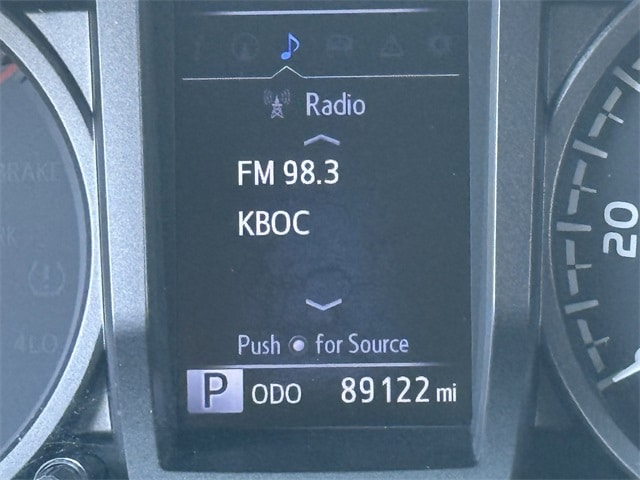 Radio
FM 98.3
KBOC
Push for Source
P ODO 89122 mi
BRAKE
4LO
20